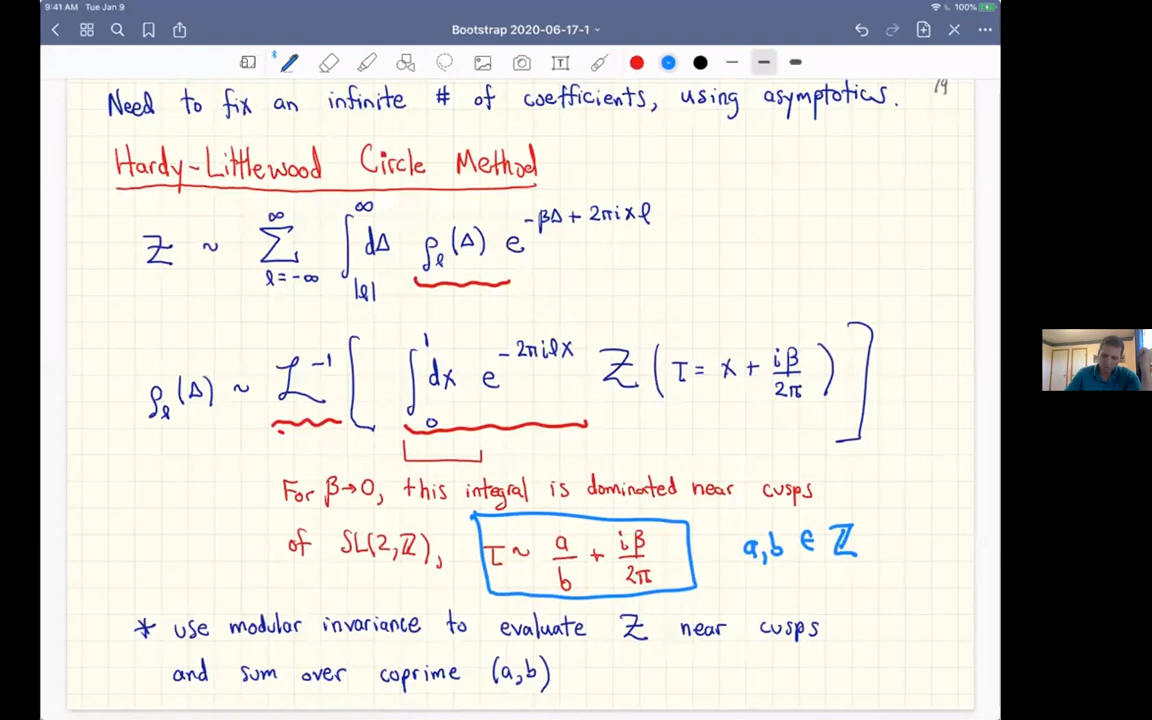 9:41 AM Tue Jan 9
100%
Bootstrap 2020-06-17-1
19
Need to fix an infinite # of coefficients, using asymptotics.
Hardy-Littlewood Circle Method
Z ~ ∑_{l=-∞}^{∞} ∫_{|l|}^{∞} dΔ ρ_l(Δ) e^{-βΔ + 2πixl}
ρ_l(Δ) ~ ℒ^{-1} [ ∫_0^1 dx e^{-2πilx} Z ( τ = x + iβ/2π ) ]
For β→0, this integral is dominated near cusps
of SL(2,ℤ), τ ~ a/b + iβ/2π a,b ∈ ℤ
* use modular invariance to evaluate Z near cusps
and sum over coprime (a,b)